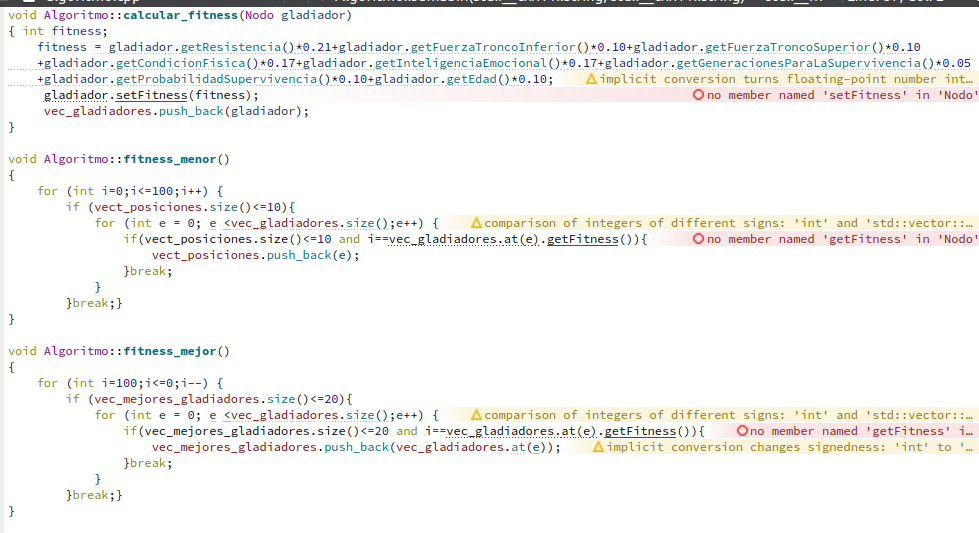 void Algoritmo::calcular_fitness(Nodo gladiador)
{ int fitness;
    fitness = gladiador.getResistencia()*0.21+gladiador.getFuerzaTroncoInferior()*0.10+gladiador.getFuerzaTroncoSuperior()*0.10
    +gladiador.getCondicionFisica()*0.17+gladiador.getInteligenciaEmocional()*0.17+gladiador.getGeneracionesParaLaSupervivencia()*0.05
    +gladiador.getProbabilidadSupervivencia()*0.10+gladiador.getEdad()*0.10; implicit conversion turns floating-point number int…
     gladiador.setFitness(fitness); no member named 'setFitness' in 'Nodo'
     vec_gladiadores.push_back(gladiador);
}
void Algoritmo::fitness_menor()
{
    for (int i=0;i<=100;i++) {
        if (vect_posiciones.size()<=10){
            for (int e = 0; e <vec_gladiadores.size();e++) { comparison of integers of different signs: 'int' and 'std::vector::…
                if(vect_posiciones.size()<=10 and i==vec_gladiadores.at(e).getFitness()){ no member named 'getFitness' in 'Nodo'
                    vect_posiciones.push_back(e);
                }break;
            }
        }break;}
}
void Algoritmo::fitness_mejor()
{
    for (int i=100;i<=0;i--) {
        if (vec_mejores_gladiadores.size()<=20){
            for (int e = 0; e <vec_gladiadores.size();e++) { comparison of integers of different signs: 'int' and 'std::vector::…
                if(vec_mejores_gladiadores.size()<=20 and i==vec_gladiadores.at(e).getFitness()){ no member named 'getFitness' i…
                    vec_mejores_gladiadores.push_back(vec_gladiadores.at(e)); implicit conversion changes signedness: 'int' to '…
                }break;
            }
        }break;}
}